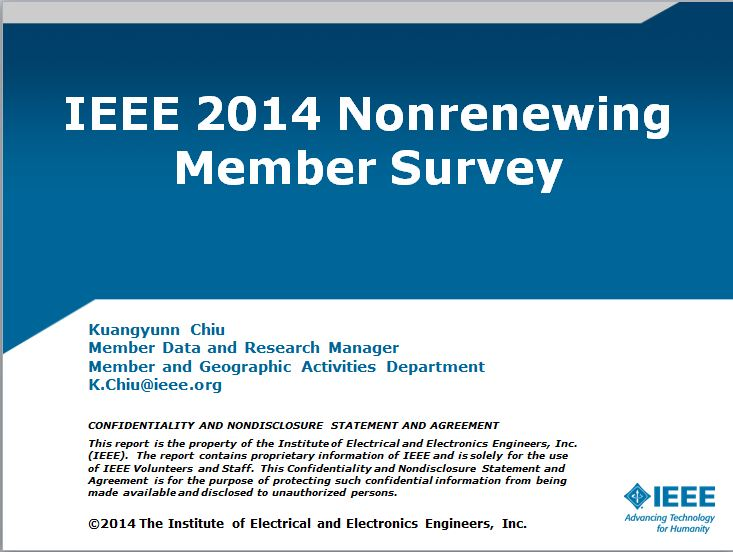 IEEE 2014 Nonrenewing
Member Survey
Kuangyunn Chiu
Member Data and Research Manager
Member and Geographic Activities Department
K.Chiu@ieee.org
CONFIDENTIALITY AND NONDISCLOSURE STATEMENT AND AGREEMENT
This report is the property of the Institute of Electrical and Electronics Engineers, Inc.
(IEEE). The report contains proprietary information of IEEE and is solely for the use
of IEEE Volunteers and Staff. This Confidentiality and Nondisclosure Statement and
Agreement is for the purpose of protecting such confidential information from being
made available and disclosed to unauthorized persons.
©2014 The Institute of Electrical and Electronics Engineers, Inc.
IEEE
Advancing Technology
for Humanity